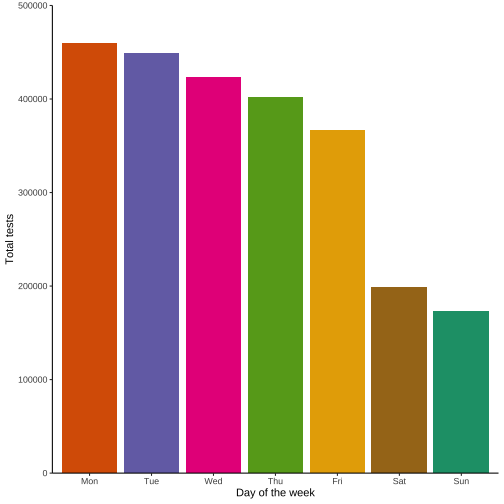 500000
400000
300000
200000
100000
0
Total tests
Mon Tue Wed Thu Fri Sat Sun
Day of the week